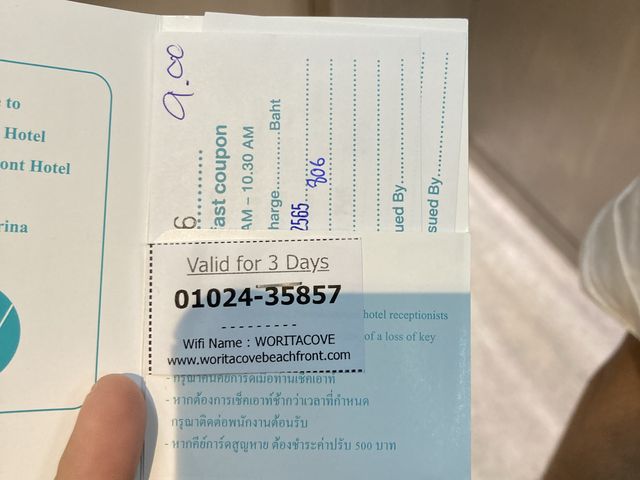 e to
Hotel
ont Hotel
rina
9.00
6
ast coupon
AM – 10.30 AM
harge..........Baht
2565
806
ued By
sued By
Valid for 3 Days
01024-35857
---------
Wifi Name : WORITACOVE
www.woritacovebeachfront.com
hotel receptionists
of a loss of key
- กรุณาคืนคีย์การ์ดเมื่อท่านเช็คเอาท์
- หากต้องการเช็คเอาท์ช้ากว่าเวลาที่กำหนด
กรุณาติดต่อพนักงานต้อนรับ
- หากคีย์การ์ดสูญหาย ต้องชำระค่าปรับ 500 บาท